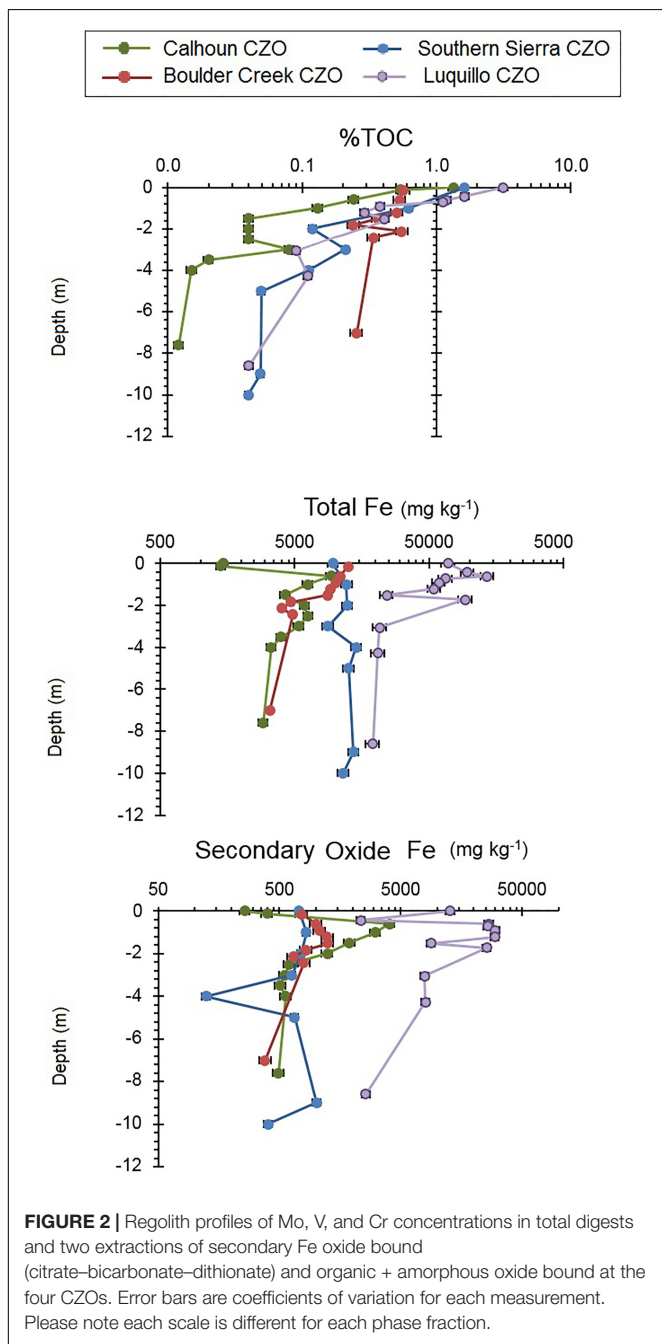 Calhoun CZO Southern Sierra CZO
Boulder Creek CZO Luquillo CZO
%TOC
0.0 0.1 1.0 10.0
0
-2
-4
-6
-8
-10
-12
Depth (m)
Total Fe (mg kg-1)
500 5000 50000 5000
0
-2
-4
-6
-8
-10
-12
Depth (m)
Secondary Oxide Fe (mg kg-1)
50 500 5000 50000
0
-2
-4
-6
-8
-10
-12
Depth (m)
FIGURE 2 | Regolith profiles of Mo, V, and Cr concentrations in total digests
and two extractions of secondary Fe oxide bound
(citrate–bicarbonate–dithionate) and organic + amorphous oxide bound at the
four CZOs. Error bars are coefficients of variation for each measurement.
Please note each scale is different for each phase fraction.